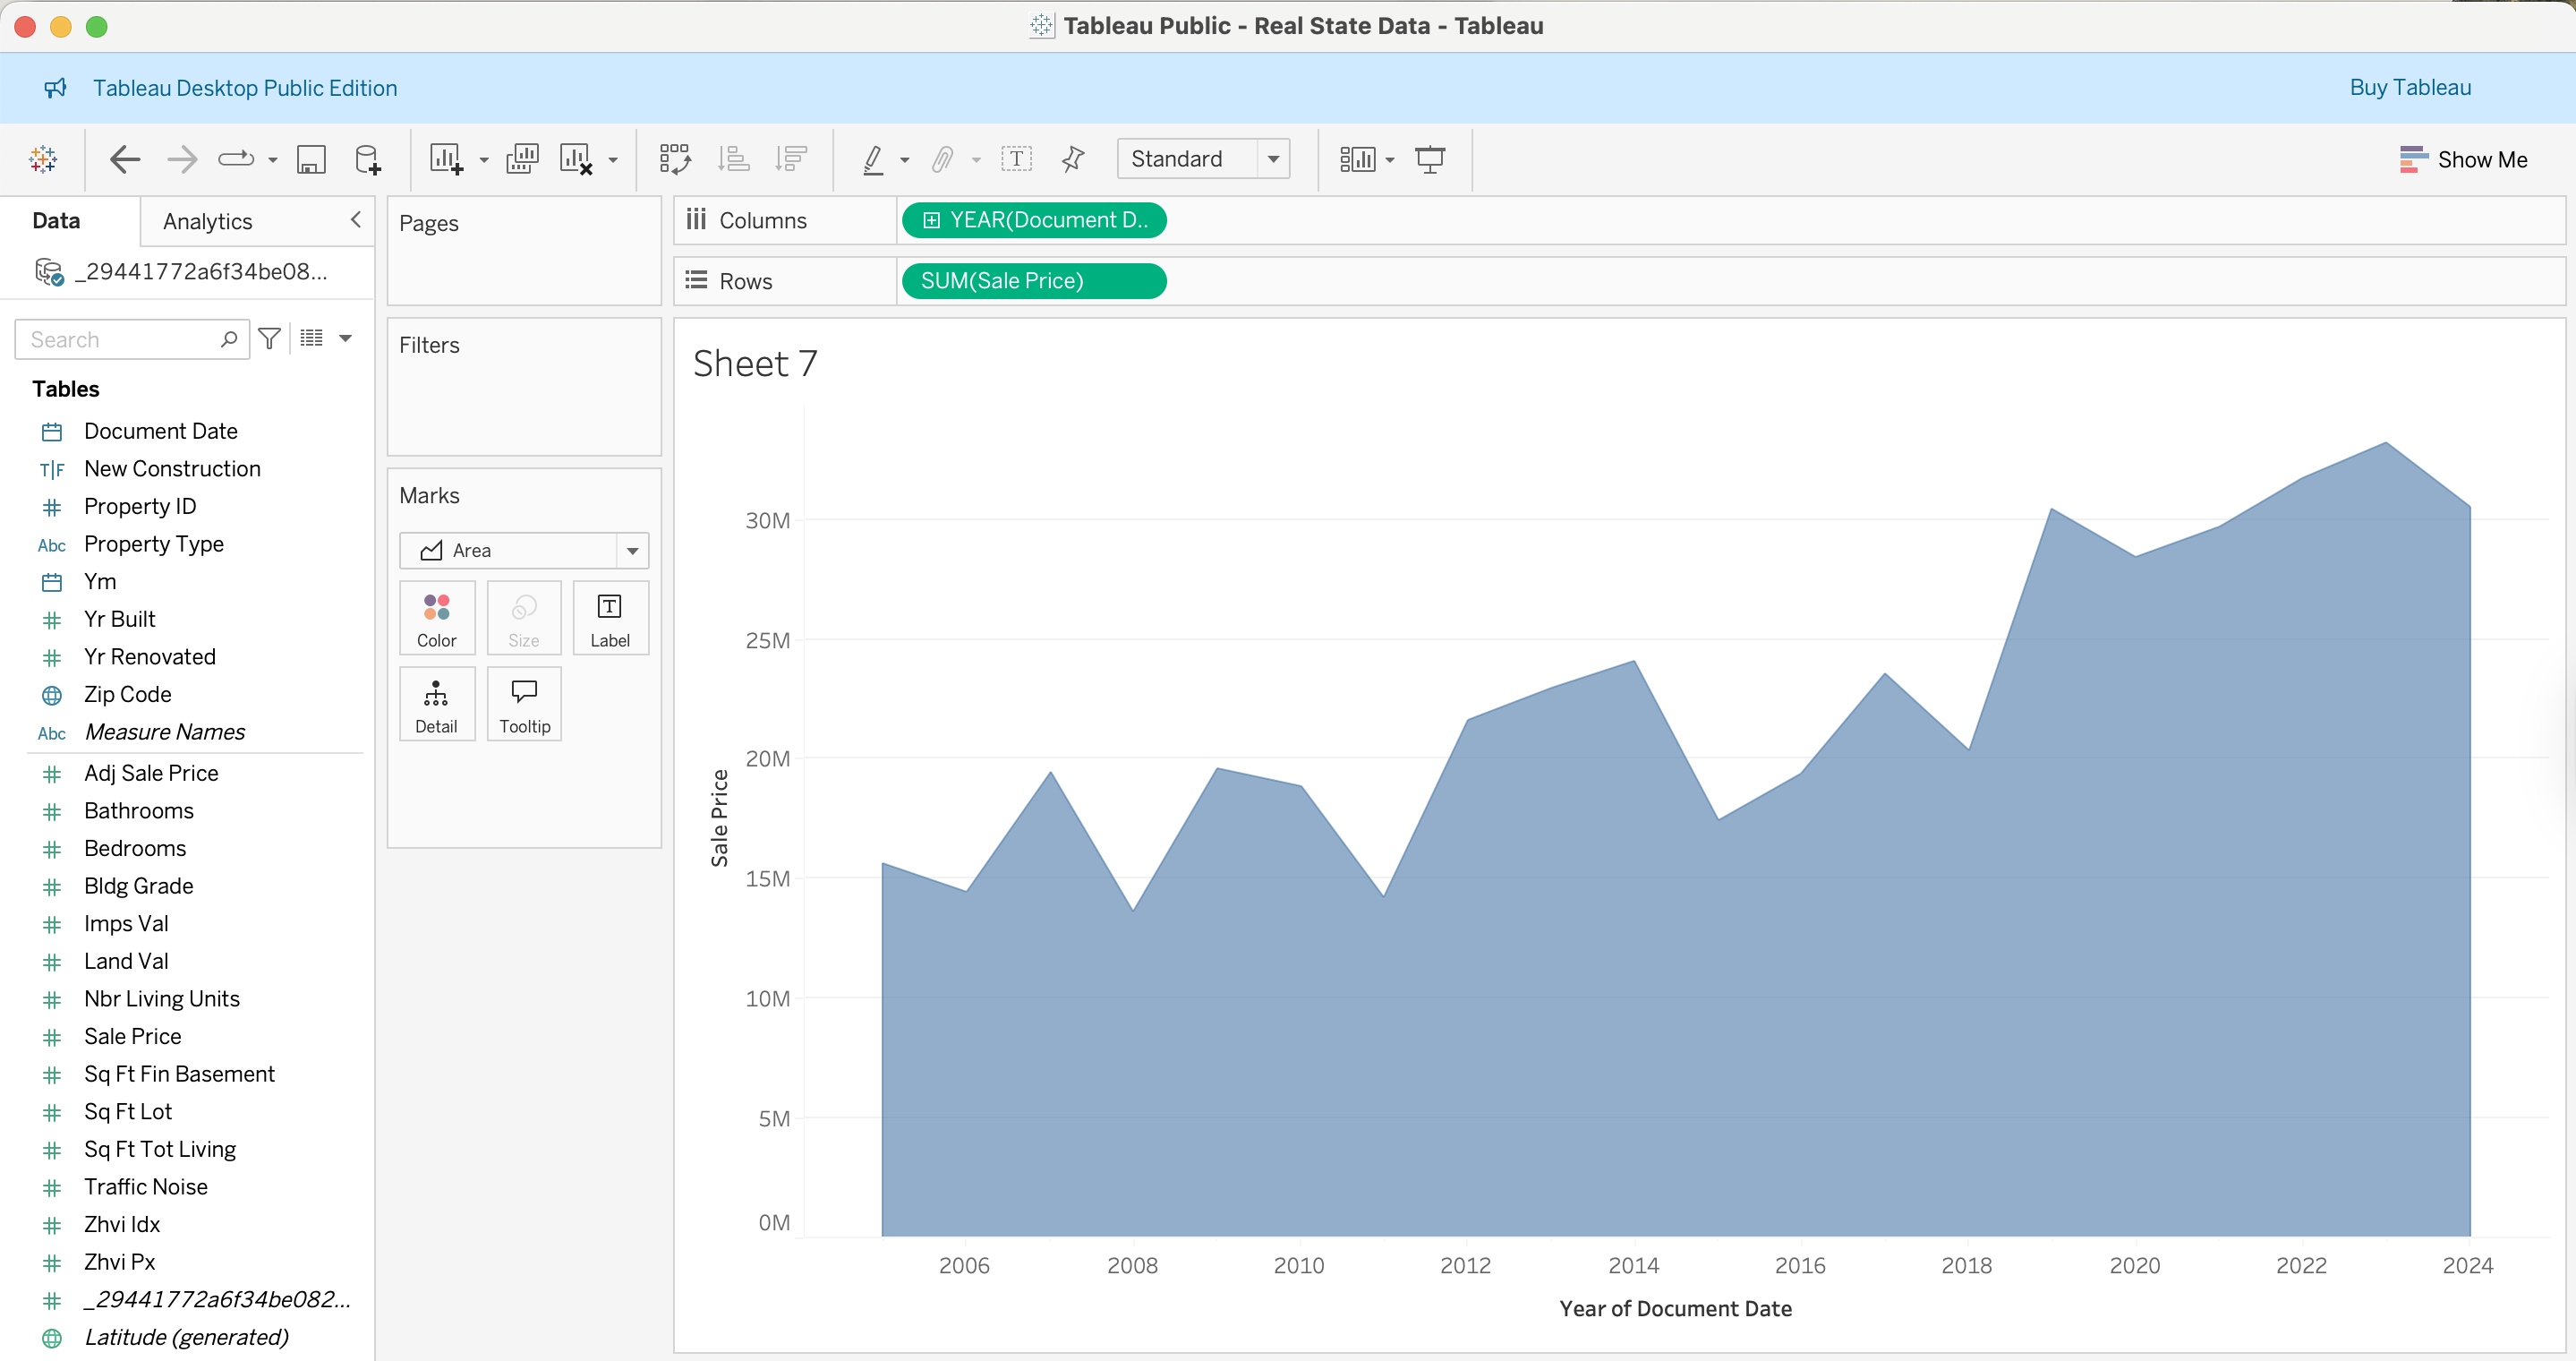 Tableau Public - Real State Data - Tableau
Tableau Desktop Public Edition
Buy Tableau
Standard
Show Me
Data
Analytics
_29441772a6f34be08...
Search
Tables
Document Date
T|F New Construction
Property ID
Abc Property Type
Ym
Yr Built
Yr Renovated
Zip Code
Abc Measure Names
Adj Sale Price
Bathrooms
Bedrooms
Bldg Grade
Imps Val
Land Val
Nbr Living Units
Sale Price
Sq Ft Fin Basement
Sq Ft Lot
Sq Ft Tot Living
Traffic Noise
Zhvi Idx
Zhvi Px
_29441772a6f34be082...
Latitude (generated)
Pages
Filters
Marks
Area
Color
Size
Label
Detail
Tooltip
Columns
YEAR(Document D..
Rows
SUM(Sale Price)
Sheet 7
Sale Price
30M
25M
20M
15M
10M
5M
0M
2006 2008 2010 2012 2014 2016 2018 2020 2022 2024
Year of Document Date